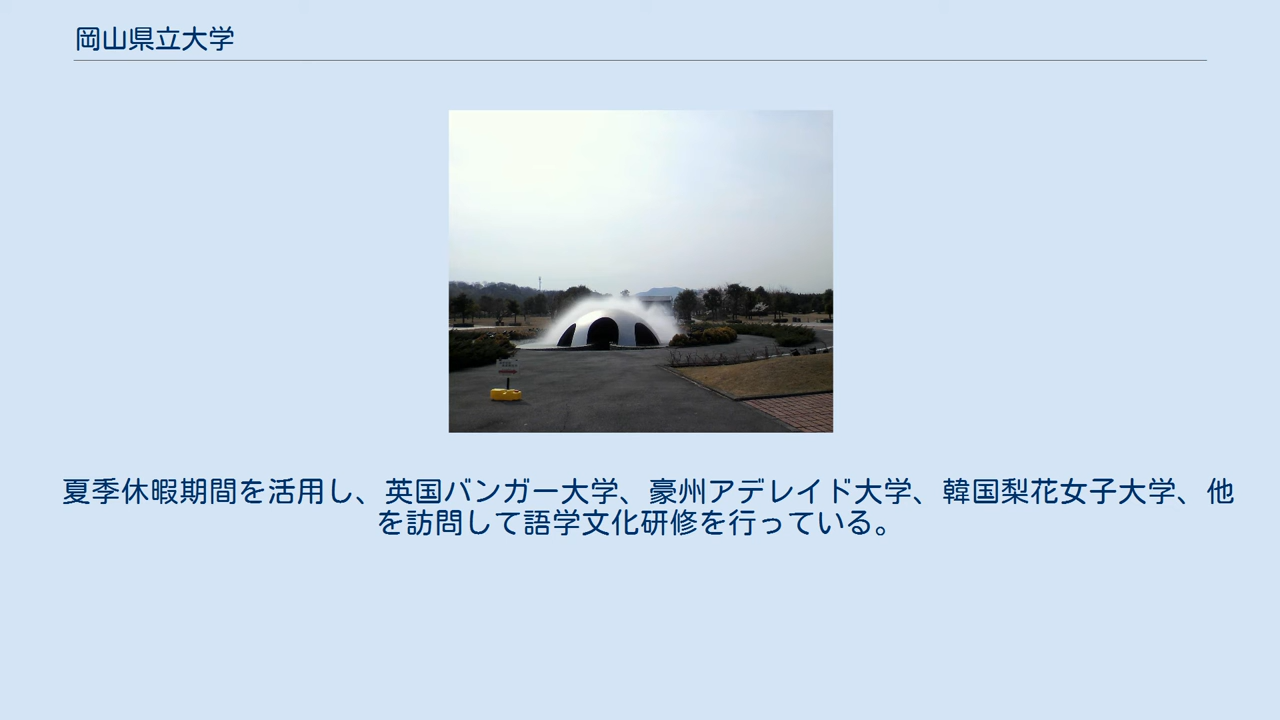 岡山県立大学
夏季休暇期間を活用し、英国バンガー大学、豪州アデレイド大学、韓国梨花女子大学、他
を訪問して語学文化研修を行っている。